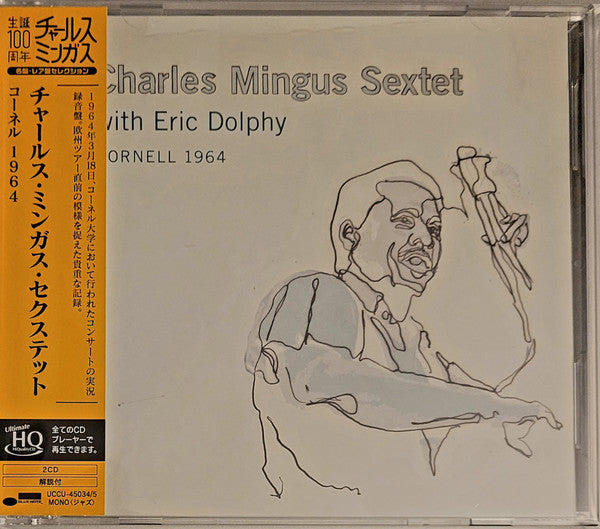 生誕
100
周年
チャールス
ミンガス
名盤・レア盤セレクション
チャールス・ミンガス・セクステット
コーネル 1964
1964年3月18日、コーネル大学において行われたコンサートの実況
録音盤。欧州ツアー直前の模様を捉えた貴重な記録。
Ultimate
HQ
HiQualityCD
全てのCD
プレーヤーで
再生できます。
2CD
解説付
BLUE NOTE
UCCU-45034/5
MONO〈ジャズ〉
Charles Mingus Sextet
with Eric Dolphy
ORNELL 1964